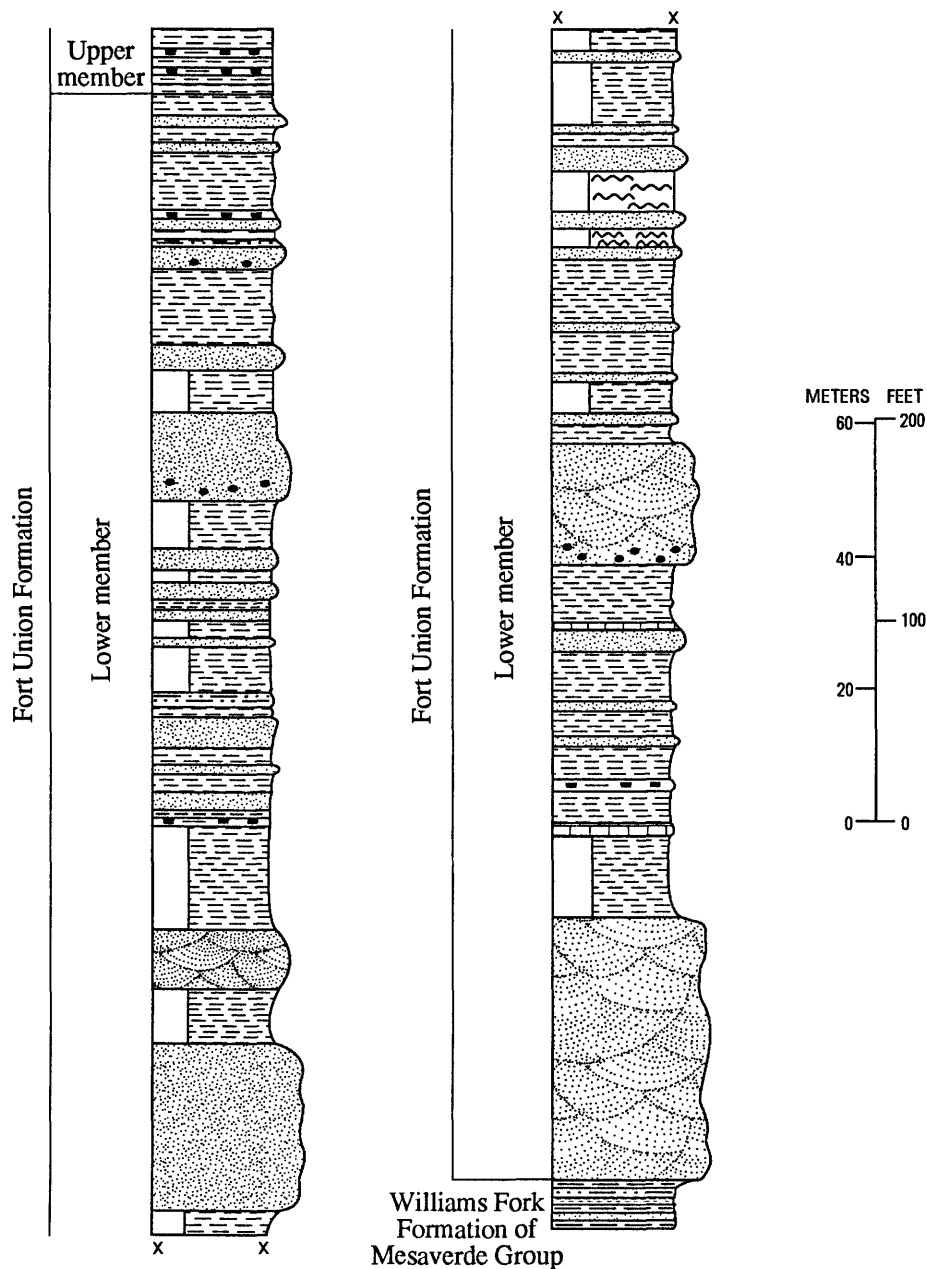 Upper
member
Fort Union Formation
Lower member
x x
x x
Fort Union Formation
Lower member
Williams Fork
Formation of
Mesaverde Group
METERS FEET
60 200
40
100
20
0 0